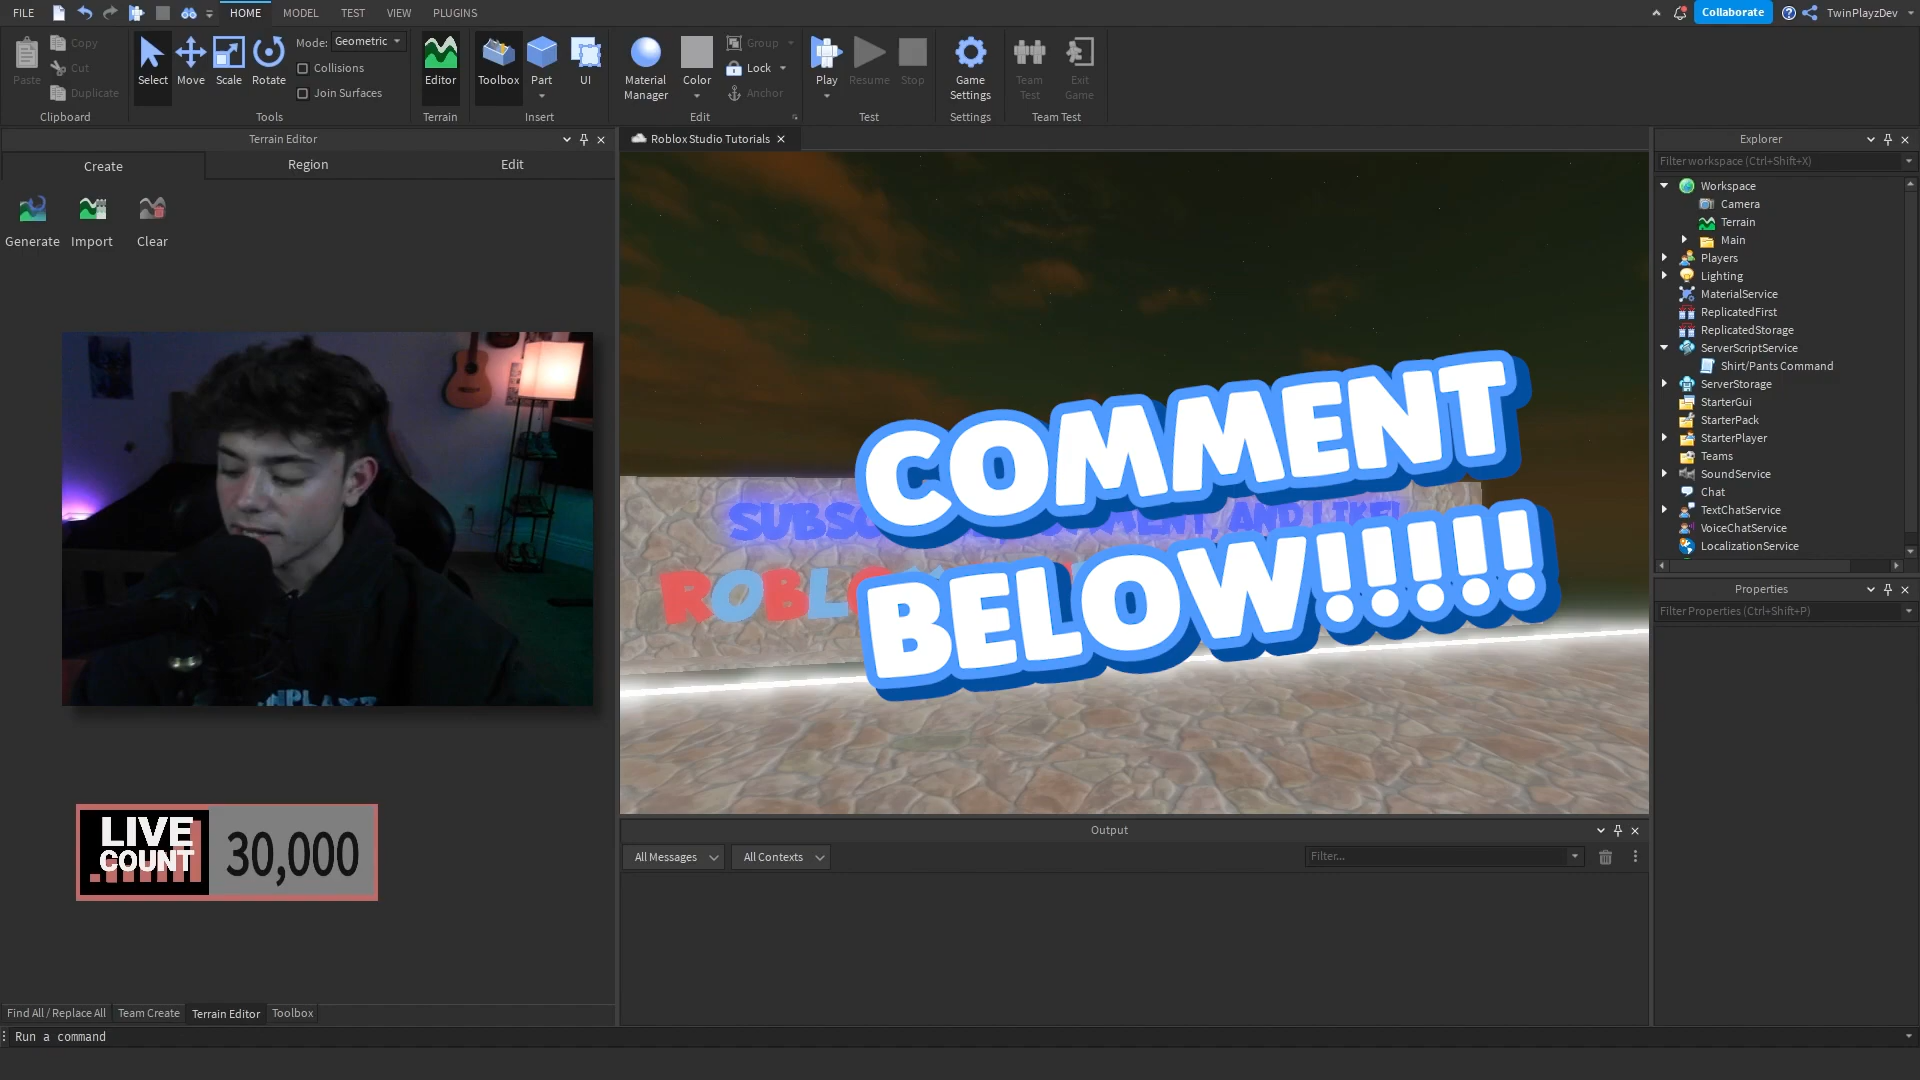 FILE HOME MODEL TEST VIEW PLUGINS Collaborate TwinPlayzDev
Paste Copy Cut Duplicate
Clipboard
Select Move Scale Rotate
Mode: Geometric
Collisions
Join Surfaces
Tools
Editor
Terrain
Toolbox Part UI
Insert
Material Manager Color
Group
Lock
Anchor
Edit
Play Resume Stop
Test
Game Settings
Settings
Team Test Exit Game
Team Test
Terrain Editor
Create Region Edit
Generate Import Clear
LIVE
COUNT
30,000
Find All / Replace All Team Create Terrain Editor Toolbox
Run a command
Roblox Studio Tutorials
COMMENT
BELOW!!!!!
AND LIKE!
Output
All Messages All Contexts Filter...
Explorer
Filter workspace (Ctrl+Shift+X)
Workspace
Camera
Terrain
Main
Players
Lighting
MaterialService
ReplicatedFirst
ReplicatedStorage
ServerScriptService
Shirt/Pants Command
ServerStorage
StarterGui
StarterPack
StarterPlayer
Teams
SoundService
Chat
TextChatService
VoiceChatService
LocalizationService
Properties
Filter Properties (Ctrl+Shift+P)